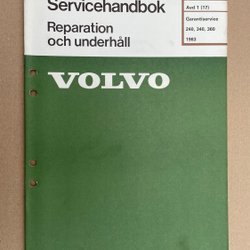 Servicehandbok
Reparation
och underhåll
Avd 1 (17)
Garantiservice
240, 340, 360
1983
VOLVO